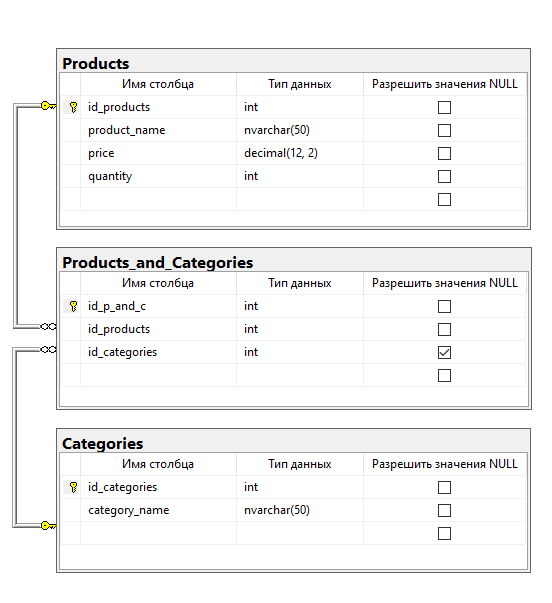 Products
Имя столбца Тип данных Разрешить значения NULL
id_products int
product_name nvarchar(50)
price decimal(12, 2)
quantity int
Products_and_Categories
Имя столбца Тип данных Разрешить значения NULL
id_p_and_c int
id_products int
id_categories int
Categories
Имя столбца Тип данных Разрешить значения NULL
id_categories int
category_name nvarchar(50)